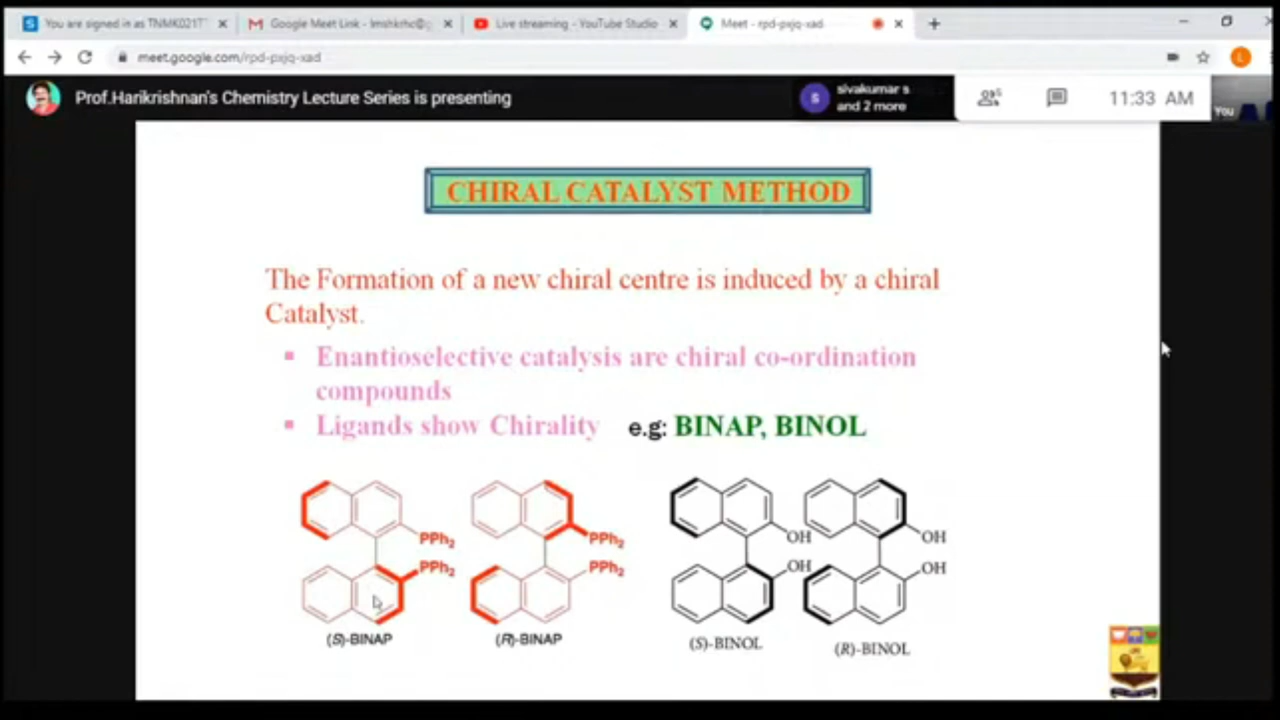 You are signed in as TNMK021T
Google Meet Link - lmshkrhc@g
Live streaming - YouTube Studio
Meet - rpd-pxjq-xad
meet.google.com/rpd-pxjq-xad
L
Prof.Harikrishnan's Chemistry Lecture Series is presenting
S
sivakumar s
and 2 more
5
11:33 AM
You
CHIRAL CATALYST METHOD
The Formation of a new chiral centre is induced by a chiral
Catalyst.
▪ Enantioselective catalysis are chiral co-ordination
compounds
▪ Ligands show Chirality e.g: BINAP, BINOL
PPh2 PPh2 OH OH
PPh2 PPh2 OH OH
(S)-BINAP (R)-BINAP (S)-BINOL (R)-BINOL